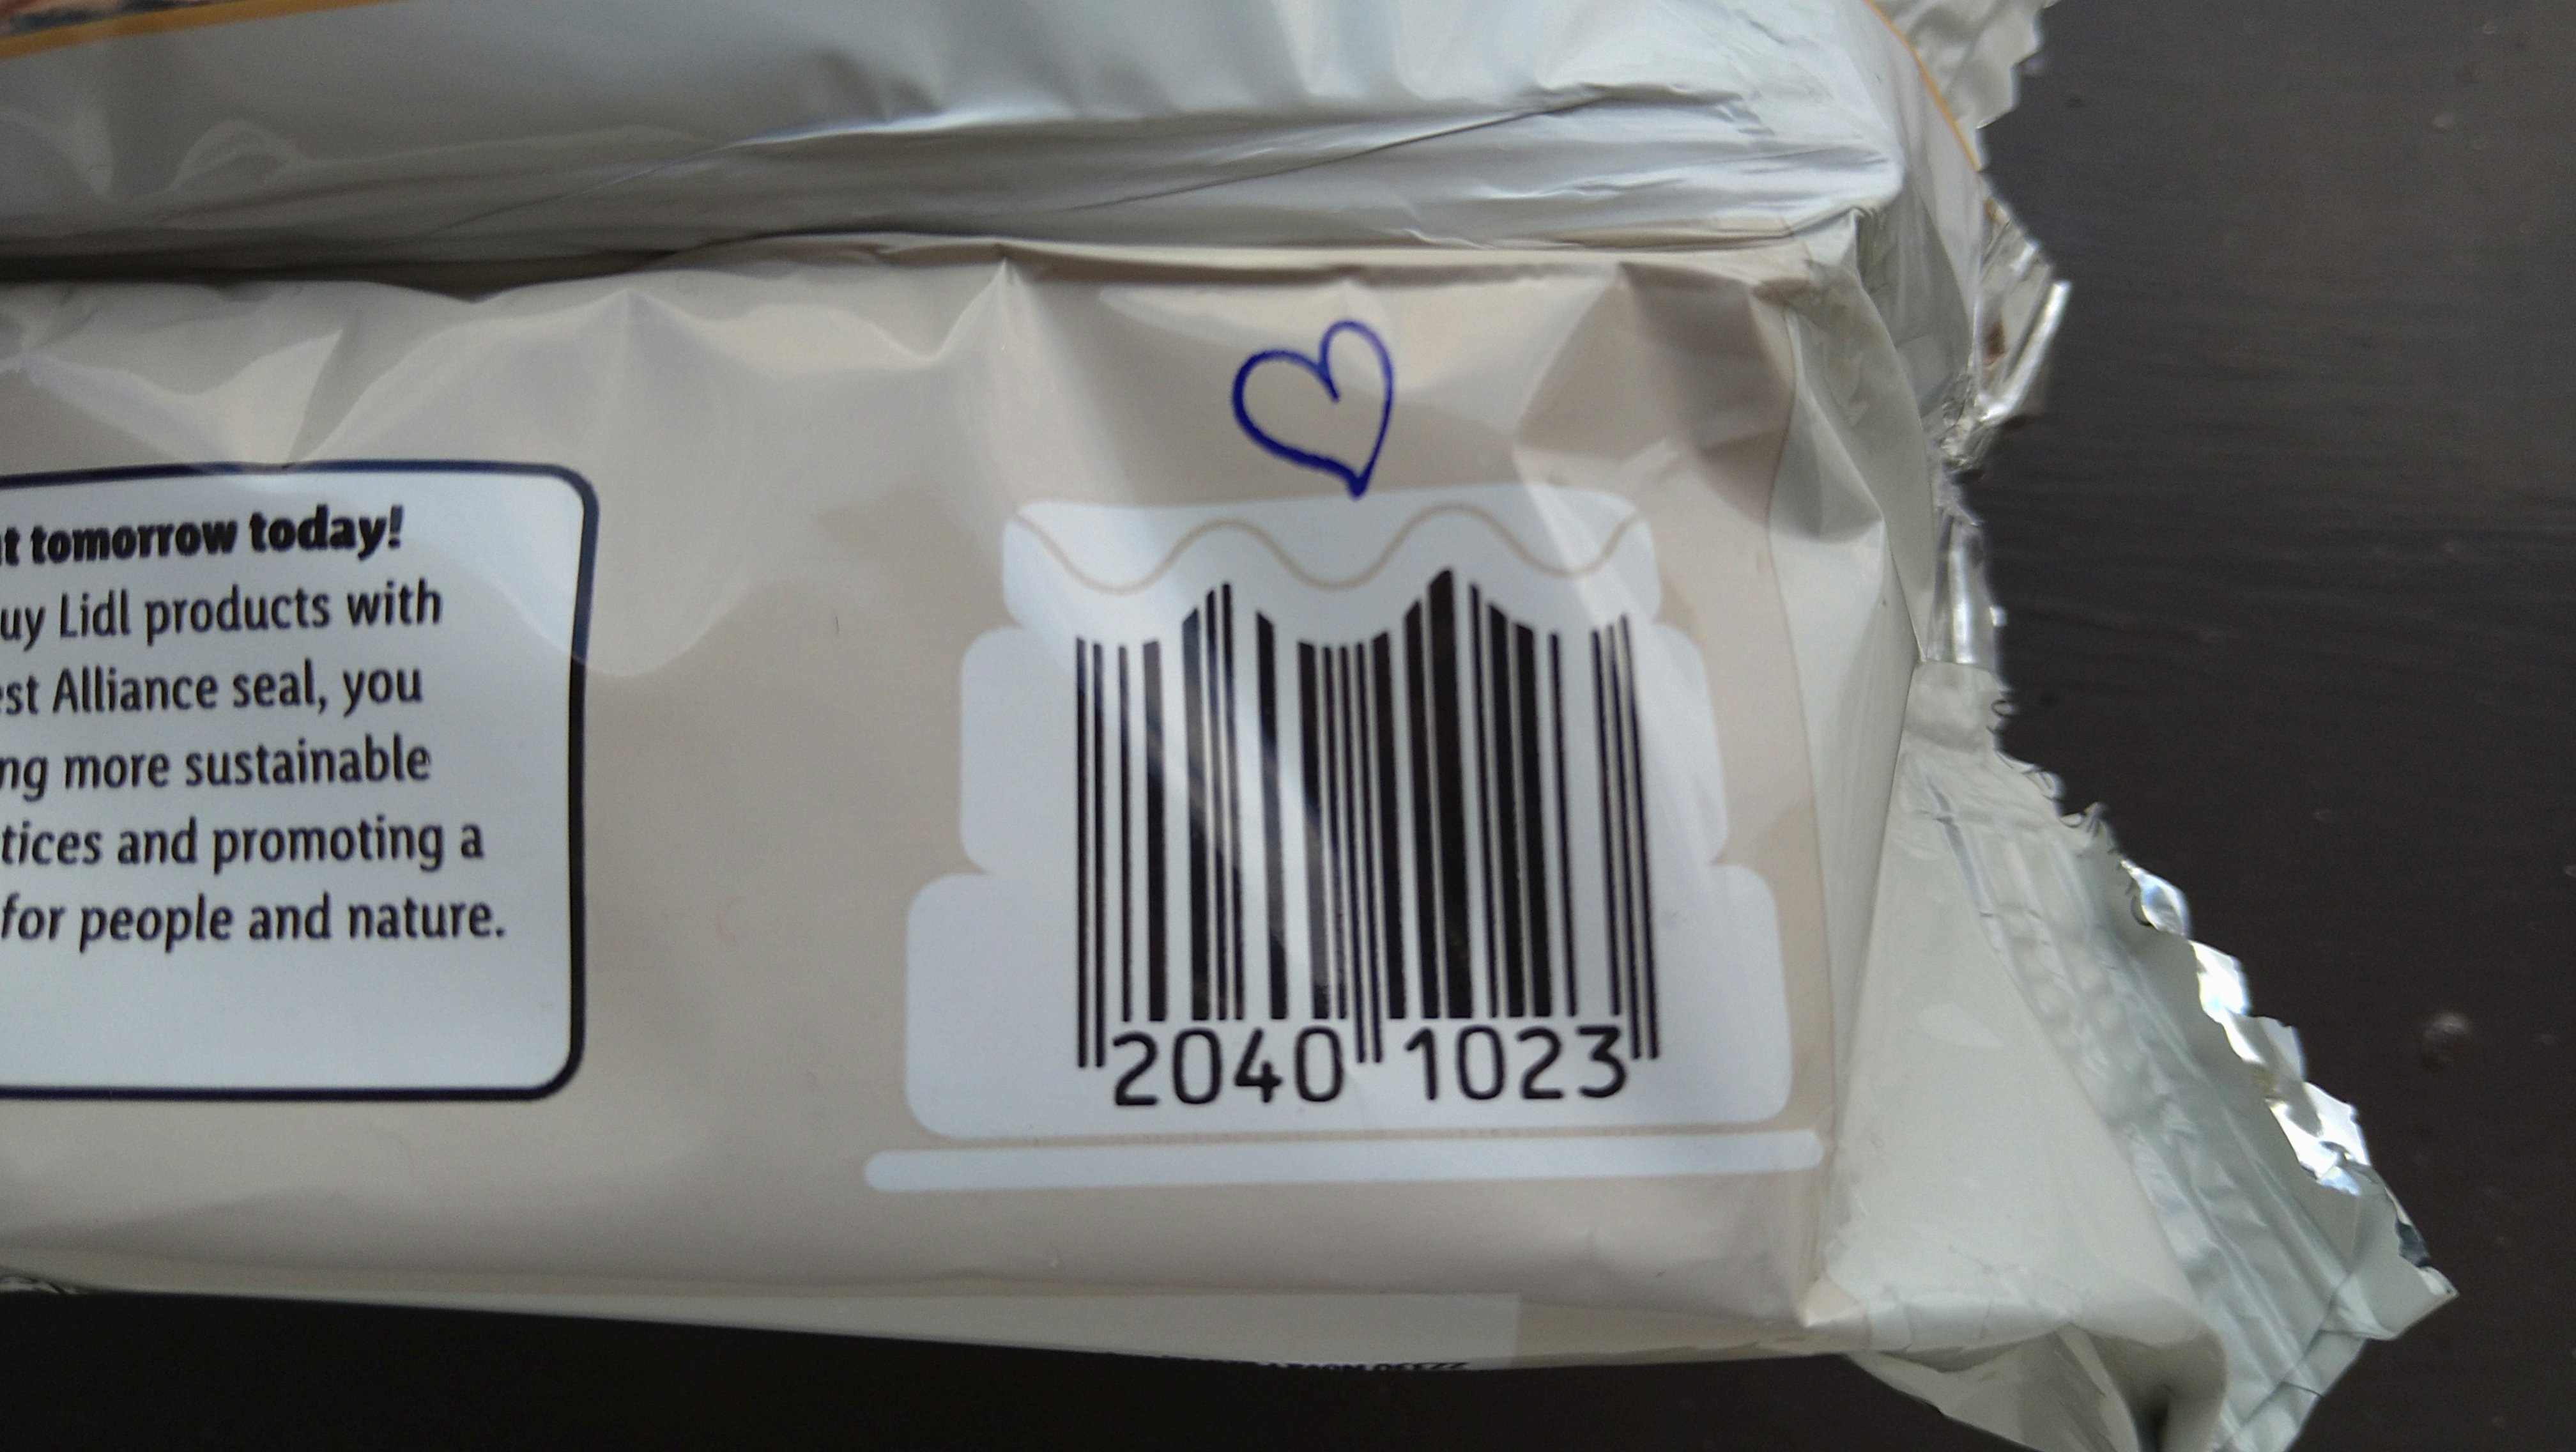 t tomorrow today!
uy Lidl products with
est Alliance seal, you
ng more sustainable
tices and promoting a
for people and nature.
2040 1023